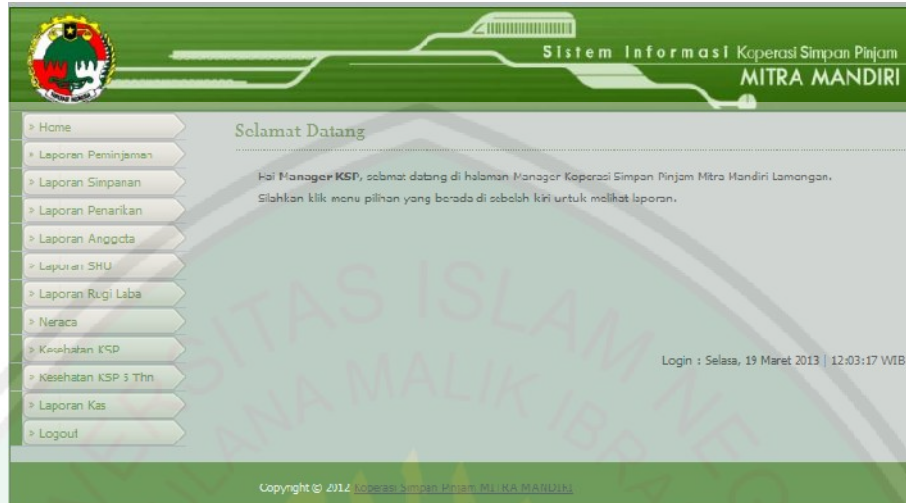 Sistem Informasi Koperasi Simpan Pinjam
MITRA MANDIRI
» Home
» Laporan Peminjaman
» Laporan Simpanan
» Laporan Penarikan
» Laporan Anggota
» Laporan SHU
» Laporan Rugi Laba
» Neraca
» Kesehatan KSP
» Kesehatan KSP 3 Thn
» Laporan Kas
» Logout
Selamat Datang
Hai Manager KSP, selamat datang di halaman Manager Koperasi Simpan Pinjam Mitra Mandiri Lamongan.
Silahkan klik menu pilihan yang berada di sebelah kiri untuk melihat laporan.
Login : Selasa, 19 Maret 2013 | 12:03:17 WIB
Copyright © 2012 Koperasi Simpan Pinjam MITRA MANDIRI